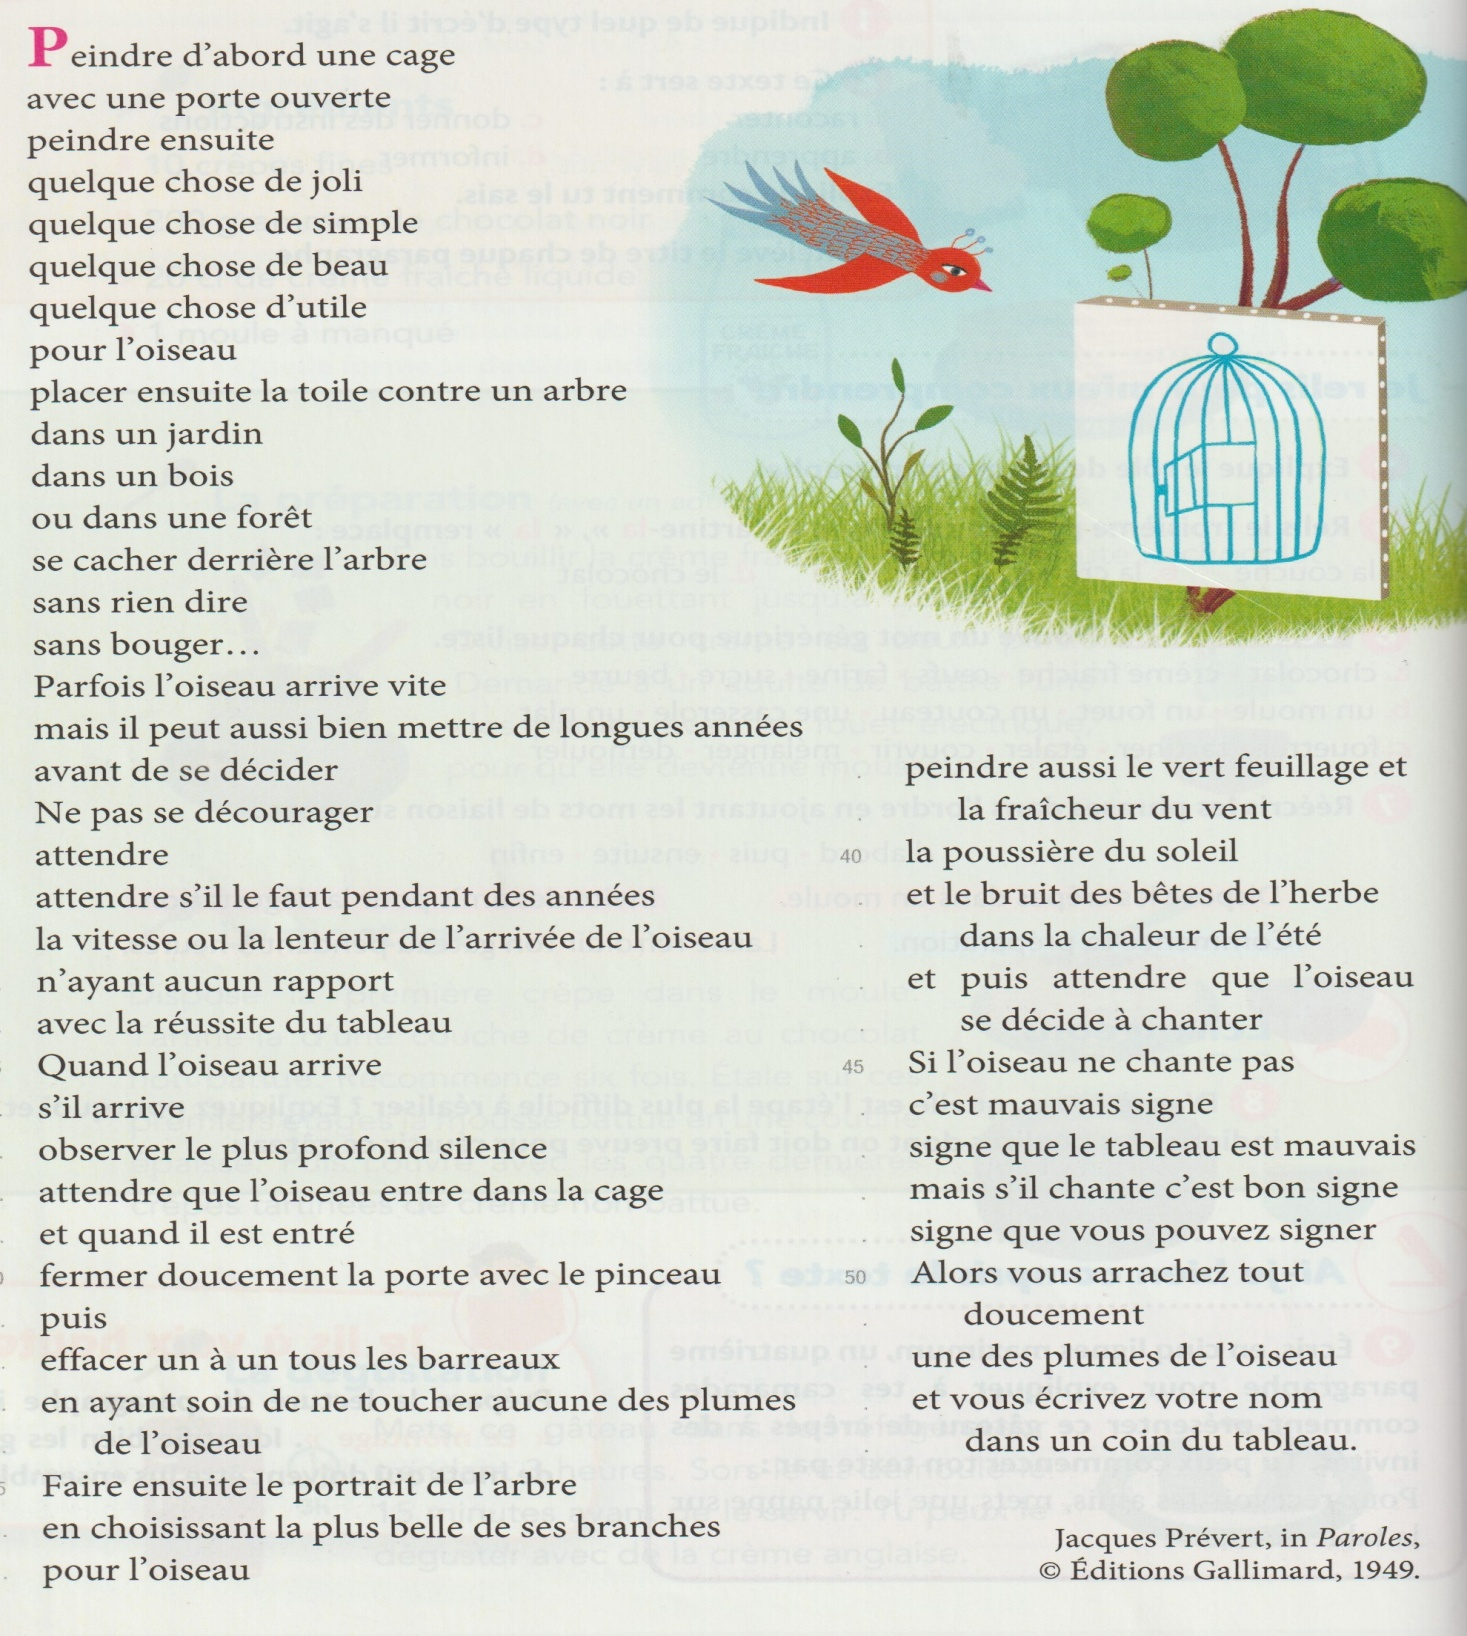 Peindre d'abord une cage
avec une porte ouverte
peindre ensuite
quelque chose de joli
quelque chose de simple
quelque chose de beau
quelque chose d'utile
pour l'oiseau
placer ensuite la toile contre un arbre
dans un jardin
dans un bois
ou dans une forêt
se cacher derrière l'arbre
sans rien dire
sans bouger…
Parfois l'oiseau arrive vite
mais il peut aussi bien mettre de longues années
avant de se décider
Ne pas se décourager
attendre
attendre s'il le faut pendant des années
la vitesse ou la lenteur de l'arrivée de l'oiseau
n'ayant aucun rapport
avec la réussite du tableau
Quand l'oiseau arrive
s'il arrive
observer le plus profond silence
attendre que l'oiseau entre dans la cage
et quand il est entré
fermer doucement la porte avec le pinceau
puis
effacer un à un tous les barreaux
en ayant soin de ne toucher aucune des plumes
de l'oiseau
Faire ensuite le portrait de l'arbre
en choisissant la plus belle de ses branches
pour l'oiseau
peindre aussi le vert feuillage et
la fraîcheur du vent
40 la poussière du soleil
et le bruit des bêtes de l'herbe
dans la chaleur de l'été
et puis attendre que l'oiseau
se décide à chanter
45 Si l'oiseau ne chante pas
c'est mauvais signe
signe que le tableau est mauvais
mais s'il chante c'est bon signe
signe que vous pouvez signer
50 Alors vous arrachez tout
doucement
une des plumes de l'oiseau
et vous écrivez votre nom
dans un coin du tableau.
Jacques Prévert, in Paroles,
© Éditions Gallimard, 1949.